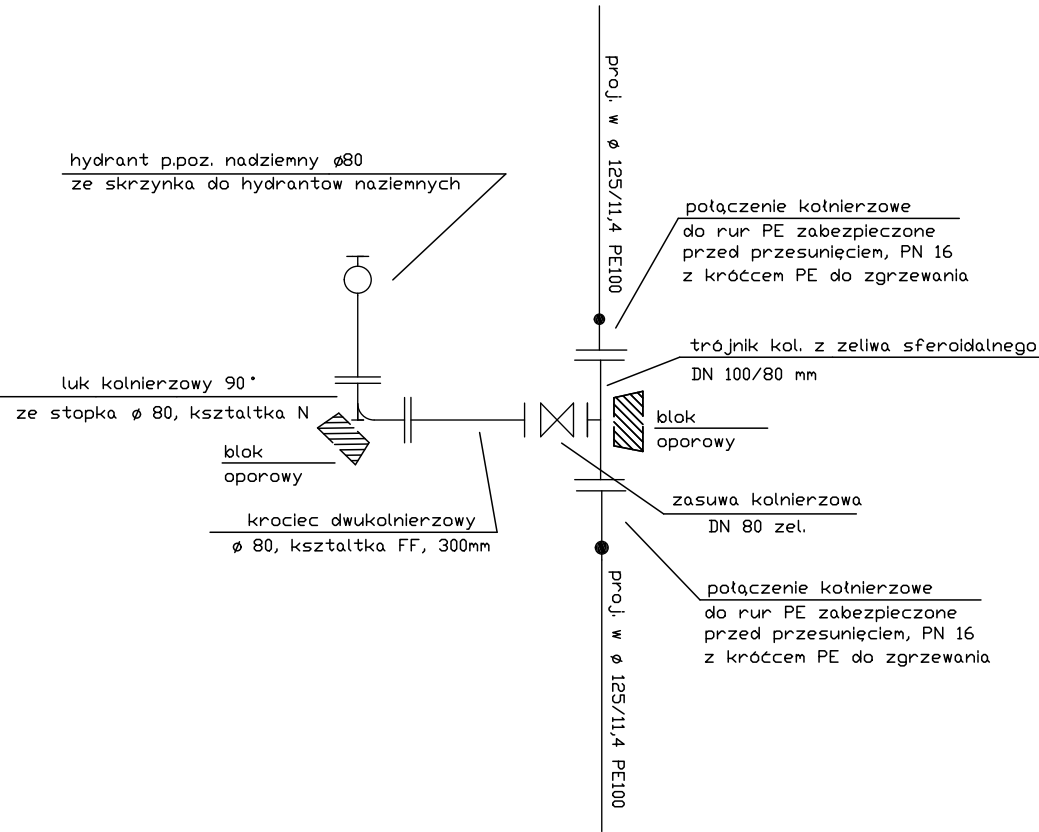 proj. w ø 125/11,4 PE100
hydrant p.poz. nadziemny ø80
ze skrzynka do hydrantow naziemnych
połączenie kołnierzowe
do rur PE zabezpieczone
przed przesunięciem, PN 16
z króćcem PE do zgrzewania
trójnik kol. z zeliwa sferoidalnego
DN 100/80 mm
luk kolnierzowy 90°
ze stopka ø 80, ksztaltka N
blok
oporowy
blok
oporowy
zasuwa kolnierzowa
DN 80 zel.
krociec dwukolnierzowy
ø 80, ksztaltka FF, 300mm
połączenie kołnierzowe
do rur PE zabezpieczone
przed przesunięciem, PN 16
z króćcem PE do zgrzewania
proj. w ø 125/11,4 PE100